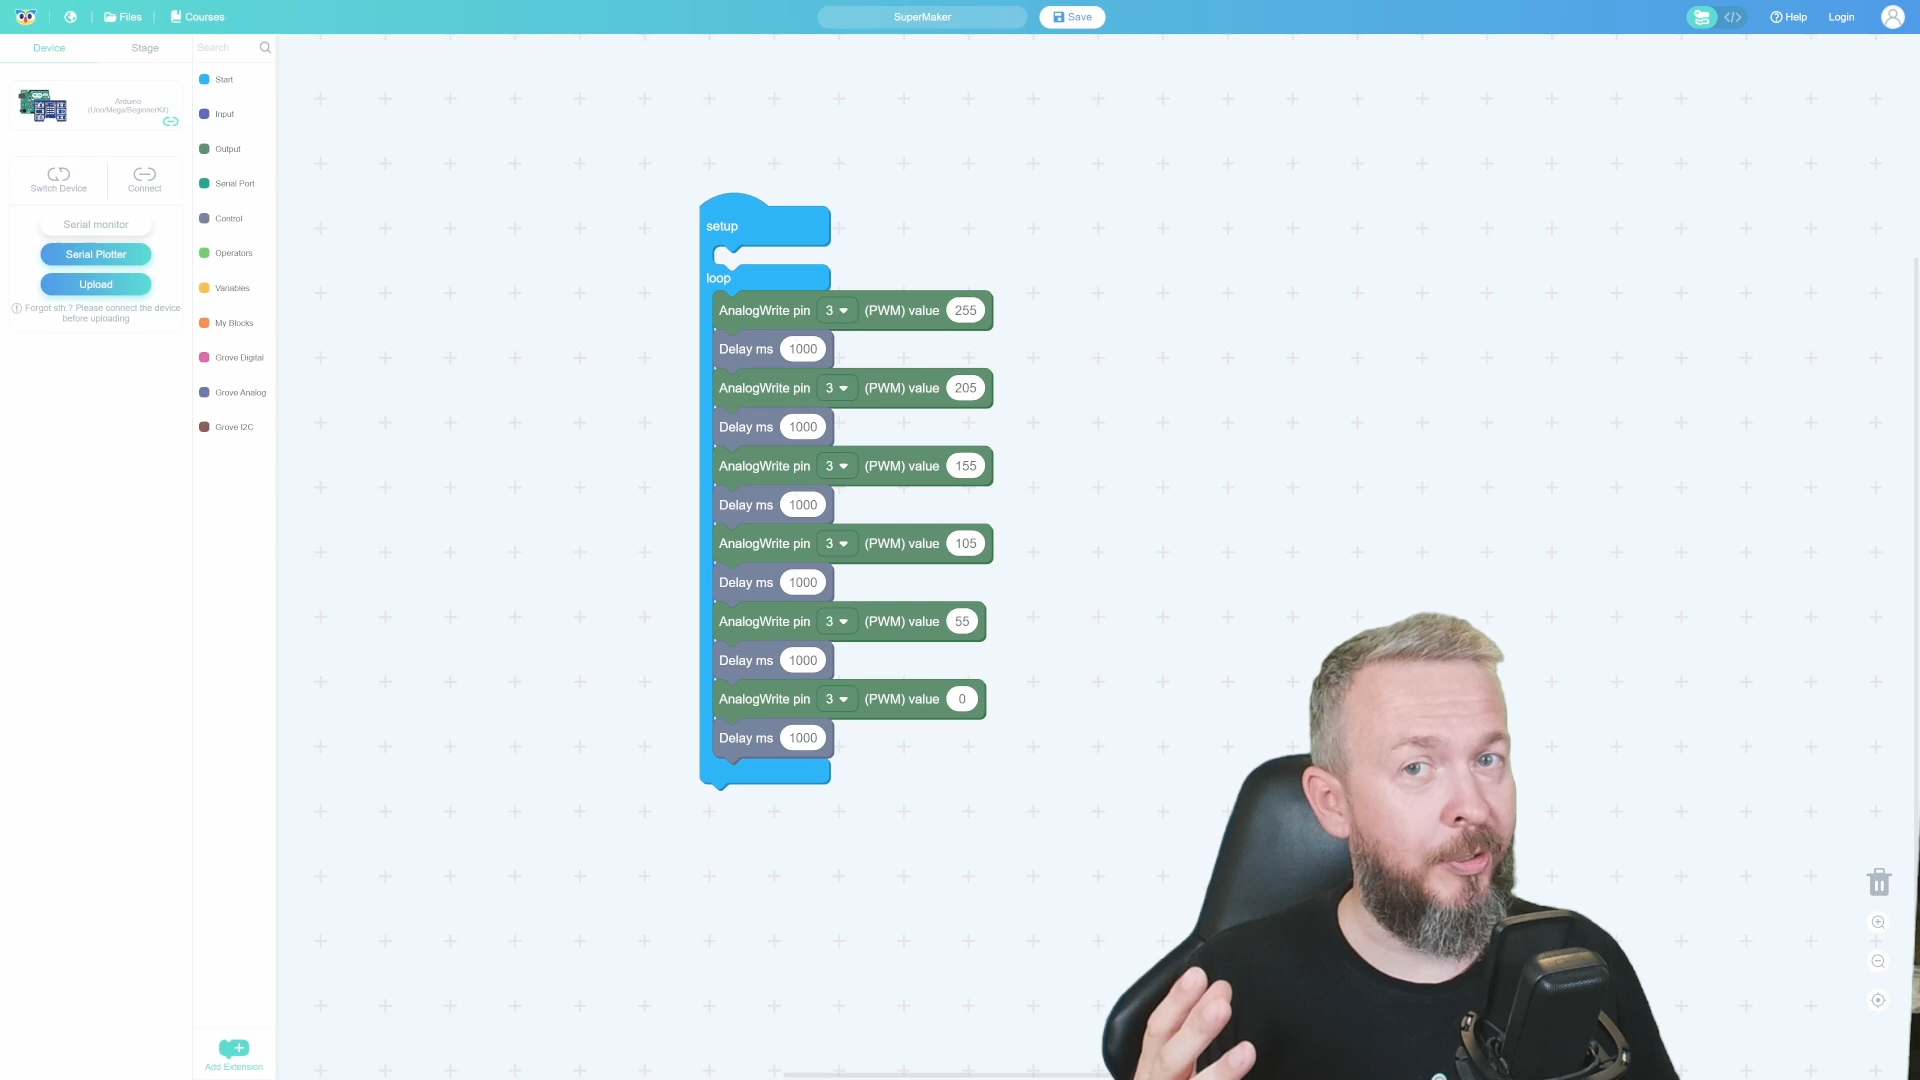 Files
Courses
SuperMaker
Save
</>
Help
Login
Device
Stage
Search
Arduino
(Uno/Mega/BeginnerKit)
Switch Device
Connect
Serial monitor
Serial Plotter
Upload
Forgot sth.? Please connect the device
before uploading
Start
Input
Output
Serial Port
Control
Operators
Variables
My Blocks
Grove Digital
Grove Analog
Grove I2C
Add Extension
setup
loop
AnalogWrite pin 3 (PWM) value 255
Delay ms 1000
AnalogWrite pin 3 (PWM) value 205
Delay ms 1000
AnalogWrite pin 3 (PWM) value 155
Delay ms 1000
AnalogWrite pin 3 (PWM) value 105
Delay ms 1000
AnalogWrite pin 3 (PWM) value 55
Delay ms 1000
AnalogWrite pin 3 (PWM) value 0
Delay ms 1000